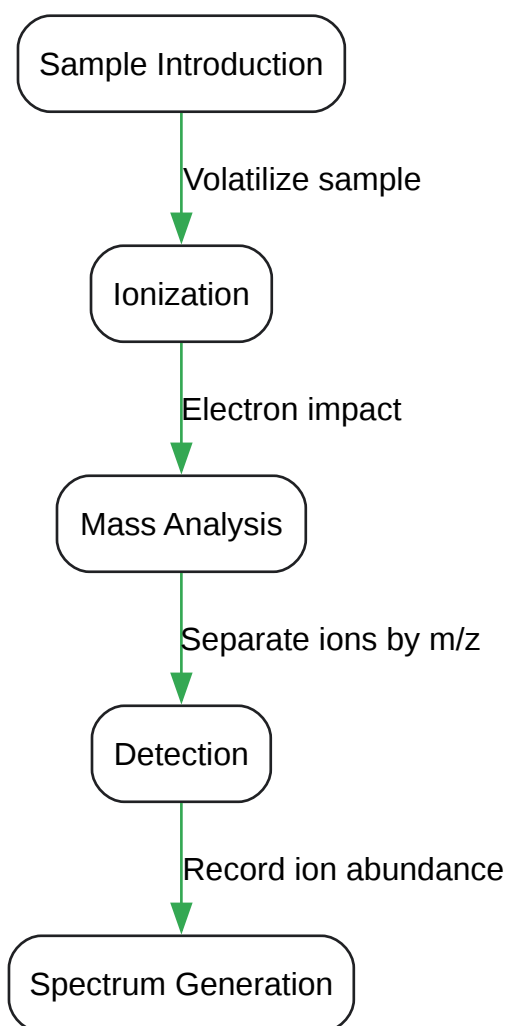 Sample Introduction
Volatilize sample
Ionization
Electron impact
Mass Analysis
Separate ions by m/z
Detection
Record ion abundance
Spectrum Generation